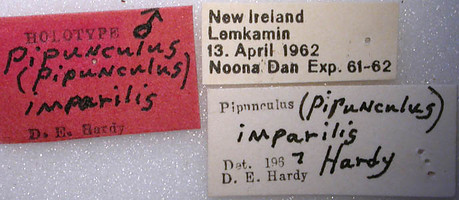 HOLOTYPE ♂
Pipunculus
(Pipunculus)
imparilis
D. E. Hardy
New Ireland
Lemkamin
13. April 1962
Noona Dan Exp. 61-62
Pipunculus (Pipunculus)
imparilis
Hardy
Det. 1967
D. E. Hardy